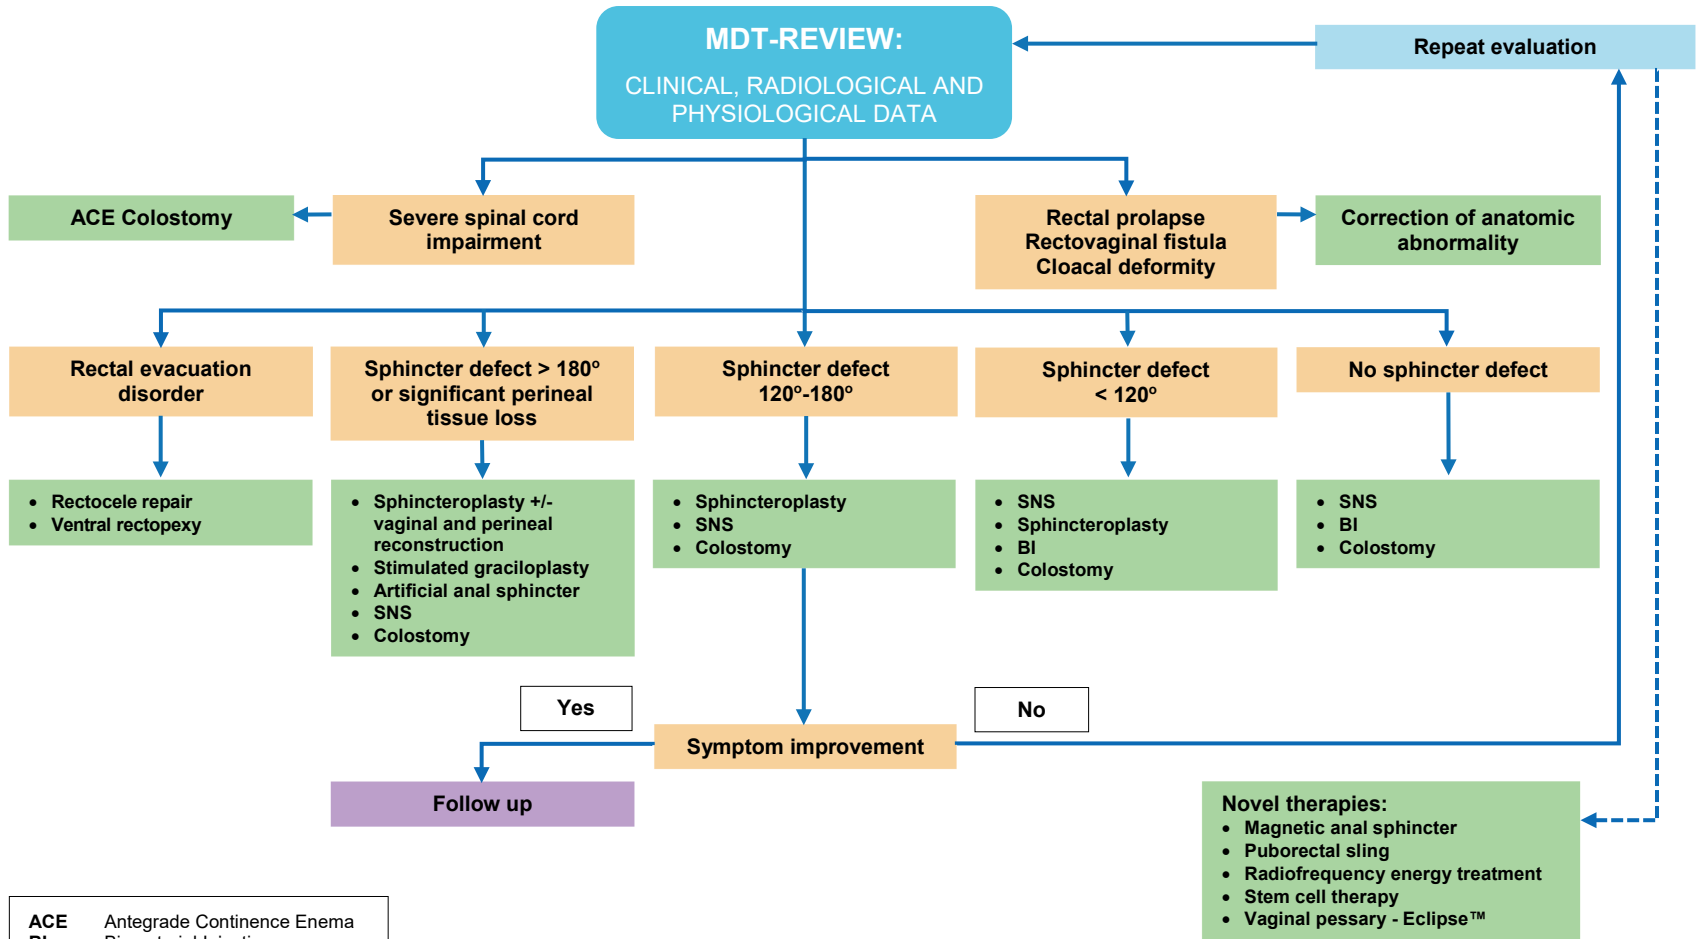 MDT-REVIEW:
CLINICAL, RADIOLOGICAL AND
PHYSIOLOGICAL DATA
Repeat evaluation
ACE Colostomy
Severe spinal cord
impairment
Rectal prolapse
Rectovaginal fistula
Cloacal deformity
Correction of anatomic
abnormality
Rectal evacuation
disorder
Sphincter defect > 180º
or significant perineal
tissue loss
Sphincter defect
120º-180º
Sphincter defect
< 120º
No sphincter defect
• Rectocele repair
• Ventral rectopexy
• Sphincteroplasty +/-
vaginal and perineal
reconstruction
• Stimulated graciloplasty
• Artificial anal sphincter
• SNS
• Colostomy
• Sphincteroplasty
• SNS
• Colostomy
• SNS
• Sphincteroplasty
• BI
• Colostomy
• SNS
• BI
• Colostomy
Yes
No
Symptom improvement
Follow up
Novel therapies:
• Magnetic anal sphincter
• Puborectal sling
• Radiofrequency energy treatment
• Stem cell therapy
• Vaginal pessary - Eclipse™
ACE Antegrade Continence Enema